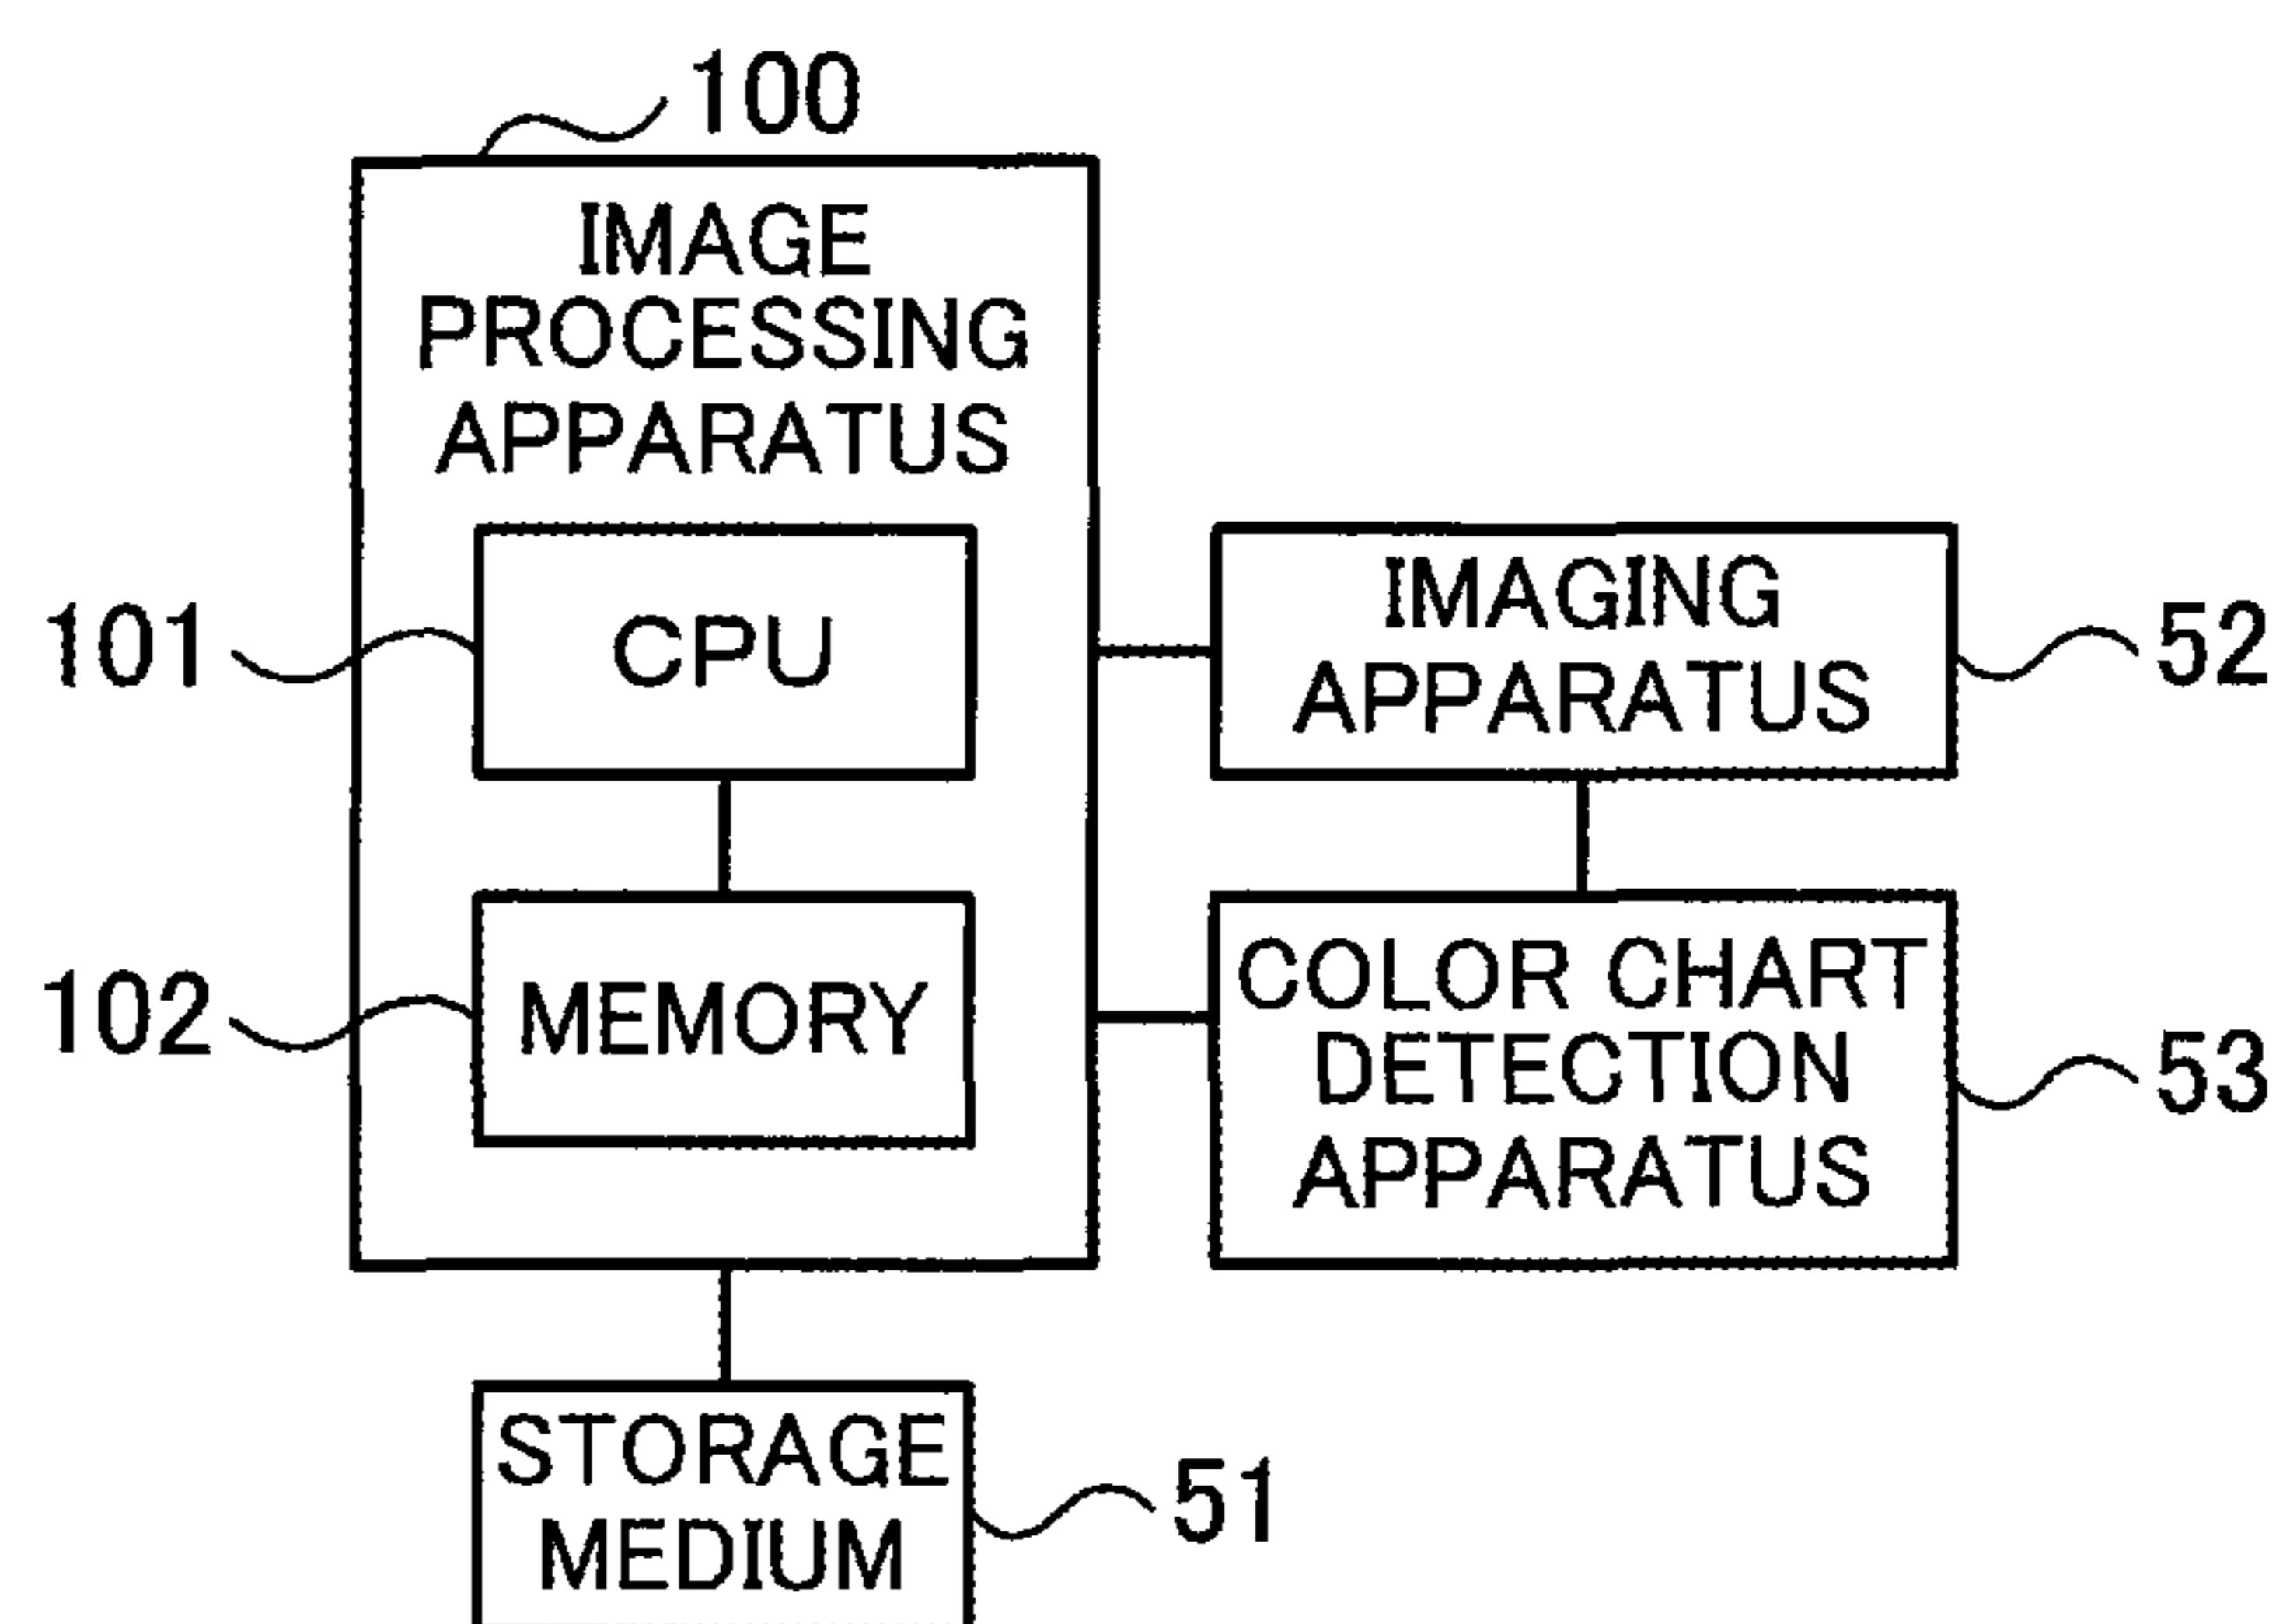 100
IMAGE
PROCESSING
APPARATUS
101
CPU
IMAGING
APPARATUS
52
102
MEMORY
COLOR CHART
DETECTION
APPARATUS
53
STORAGE
MEDIUM
51